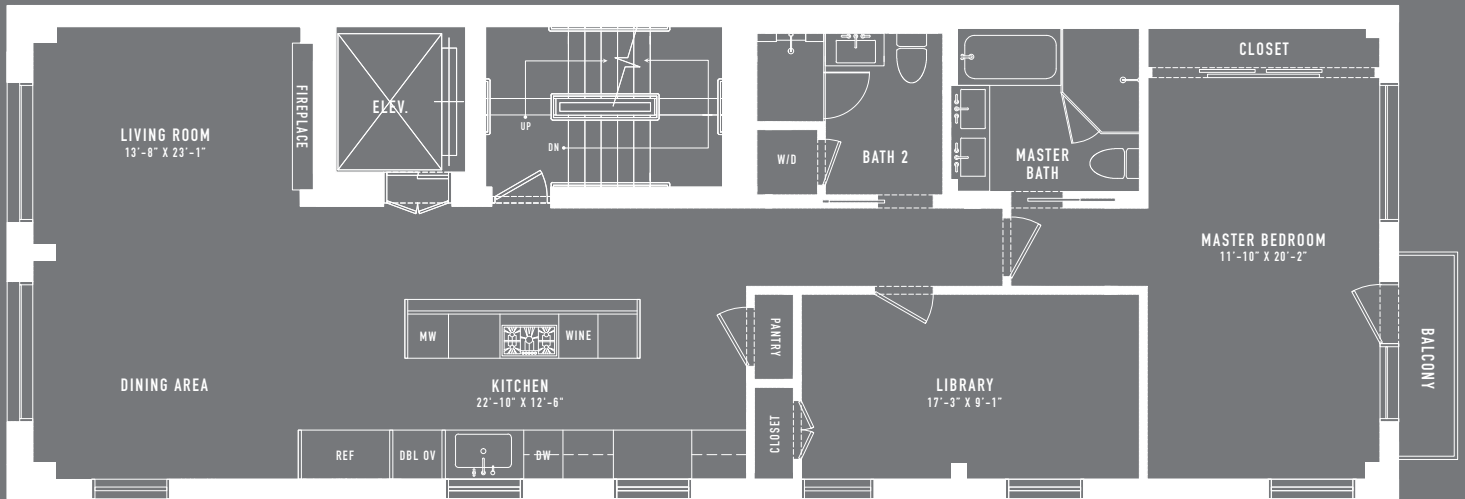 LIVING ROOM
13'-8" X 23'-1"
FIREPLACE
ELEV.
UP
DN
W/D
BATH 2
MASTER
BATH
CLOSET
MASTER BEDROOM
11'-10" X 20'-2"
BALCONY
DINING AREA
MW
WINE
KITCHEN
22'-10" X 12'-6"
REF
DBL OV
DW
PANTRY
CLOSET
LIBRARY
17'-3" X 9'-1"